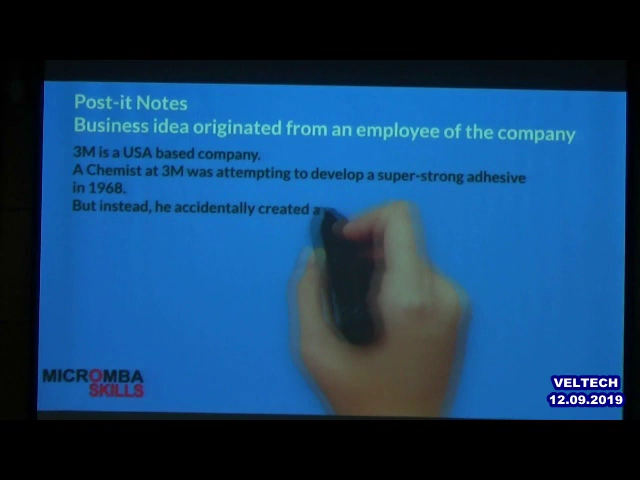 Post-it Notes
Business idea originated from an employee of the company
3M is a USA based company.
A Chemist at 3M was attempting to develop a super-strong adhesive
in 1968.
But instead, he accidentally created a
MICROMBA
SKILLS
VELTECH
12.09.2019